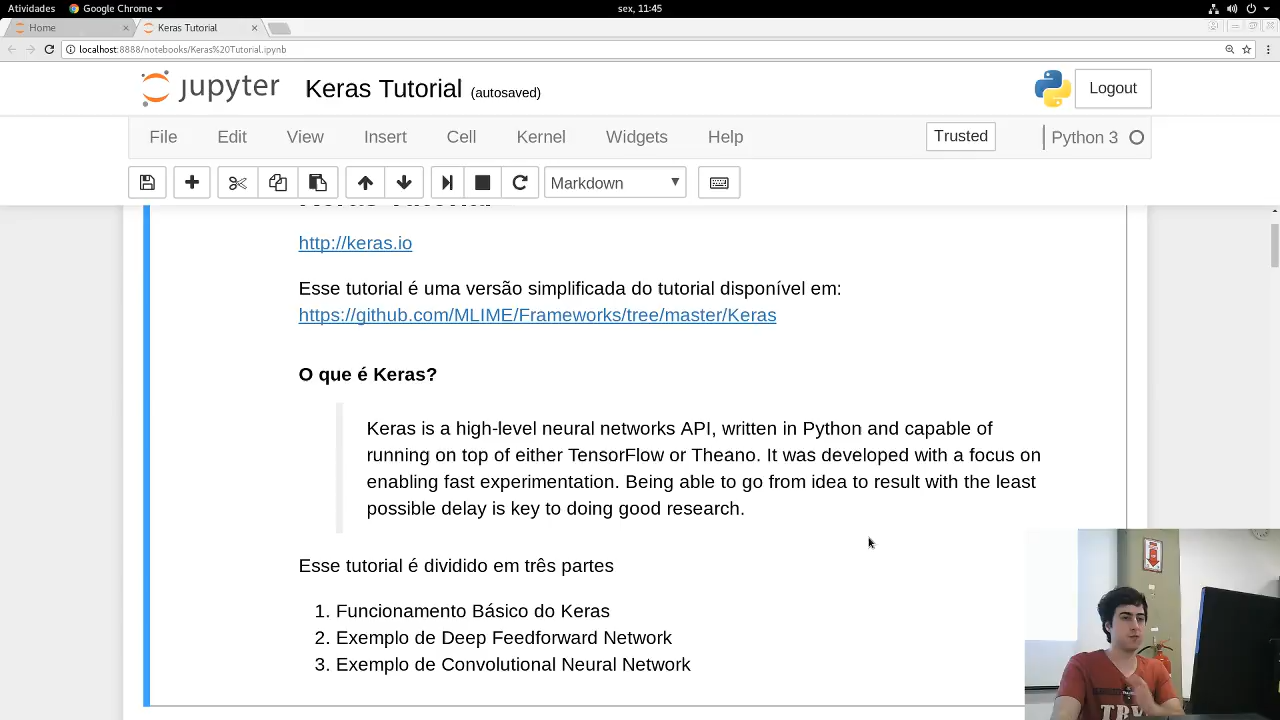 Atividades Google Chrome sex, 11:45
Home Keras Tutorial
localhost:8888/notebooks/Keras%20Tutorial.ipynb
jupyter Keras Tutorial (autosaved) Logout
File Edit View Insert Cell Kernel Widgets Help Trusted Python 3
Markdown
Keras Tutorial
http://keras.io
Esse tutorial é uma versão simplificada do tutorial disponível em:
https://github.com/MLIME/Frameworks/tree/master/Keras
O que é Keras?
Keras is a high-level neural networks API, written in Python and capable of
running on top of either TensorFlow or Theano. It was developed with a focus on
enabling fast experimentation. Being able to go from idea to result with the least
possible delay is key to doing good research.
Esse tutorial é dividido em três partes
1. Funcionamento Básico do Keras
2. Exemplo de Deep Feedforward Network
3. Exemplo de Convolutional Neural Network
TRY